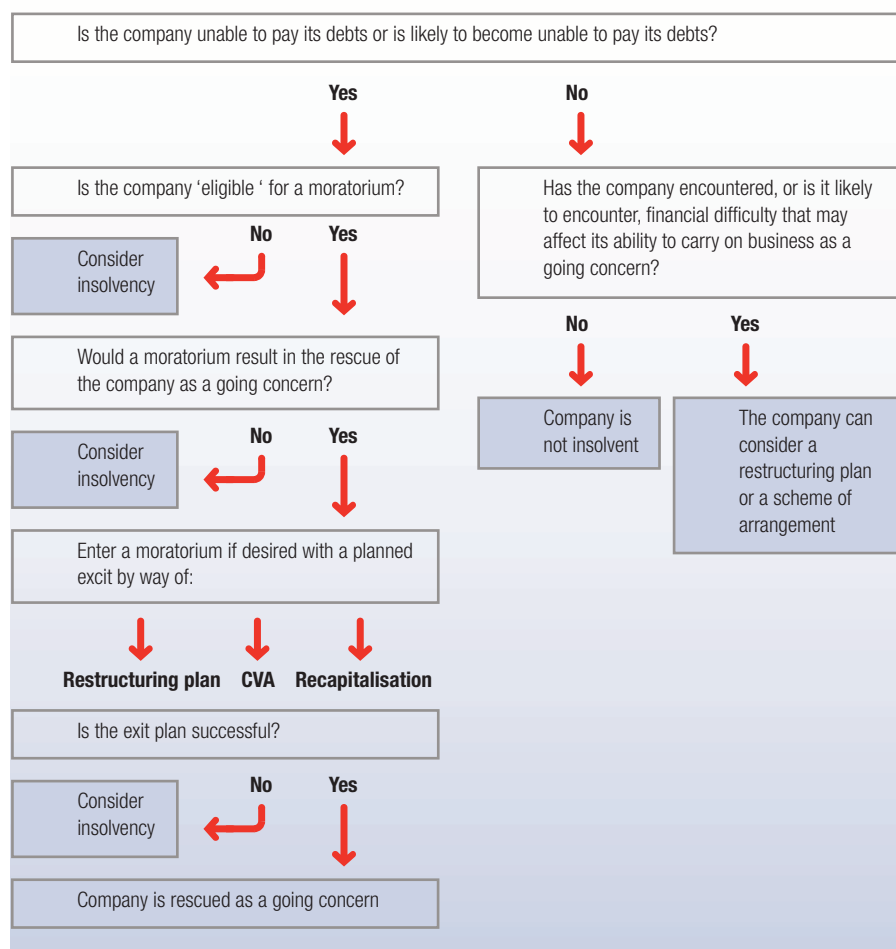 Is the company unable to pay its debts or is likely to become unable to pay its debts?
Yes
No
Is the company ‘eligible ‘ for a moratorium?
Has the company encountered, or is it likely
to encounter, financial difficulty that may
affect its ability to carry on business as a
going concern?
No
Yes
Consider
insolvency
No
Yes
Would a moratorium result in the rescue of
the company as a going concern?
Company is
not insolvent
The company can
consider a
restructuring plan
or a scheme of
arrangement
No
Yes
Consider
insolvency
Enter a moratorium if desired with a planned
excit by way of:
Restructuring plan
CVA
Recapitalisation
Is the exit plan successful?
No
Yes
Consider
insolvency
Company is rescued as a going concern